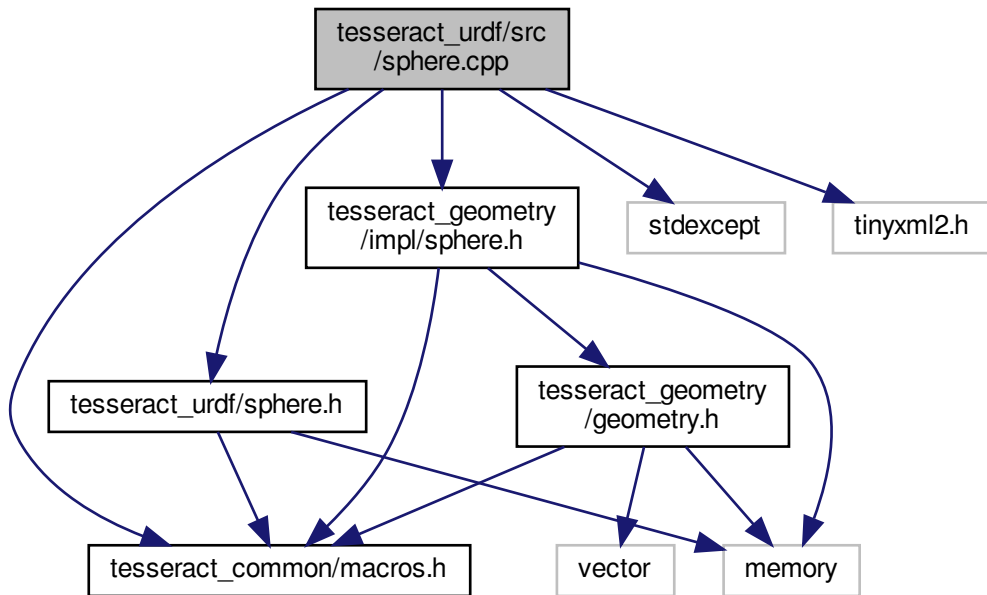 tesseract_urdf/src
/sphere.cpp
tesseract_geometry
/impl/sphere.h
stdexcept
tinyxml2.h
tesseract_urdf/sphere.h
tesseract_geometry
/geometry.h
tesseract_common/macros.h
vector
memory